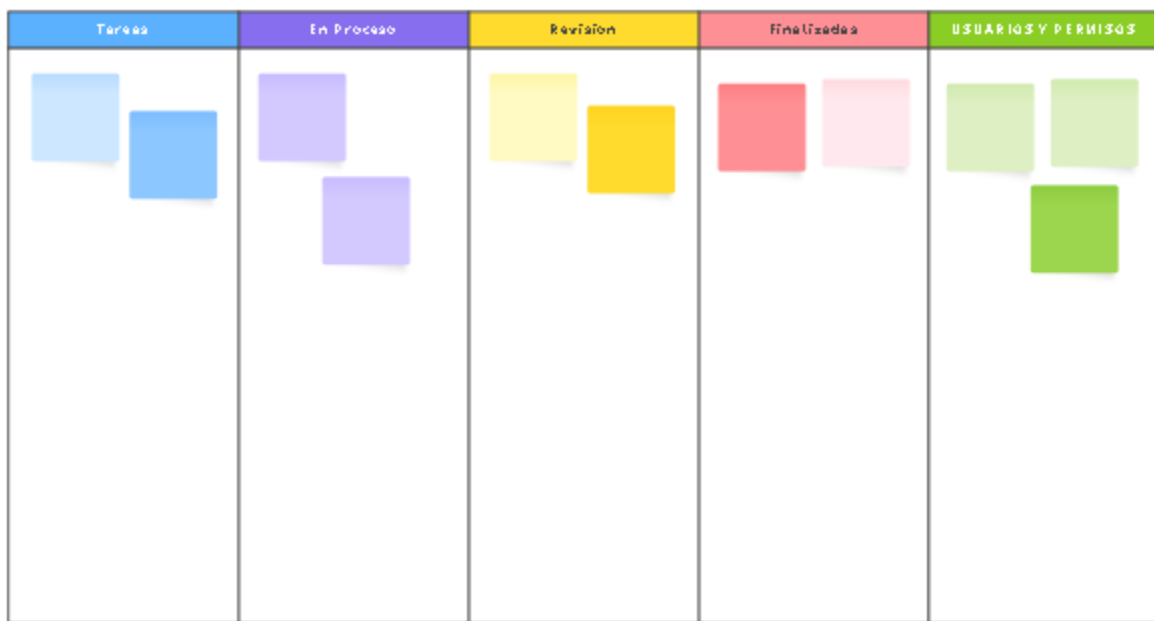 Tareas
En Proceso
Revision
Finalizadas
USUARIOS Y PERMISOS